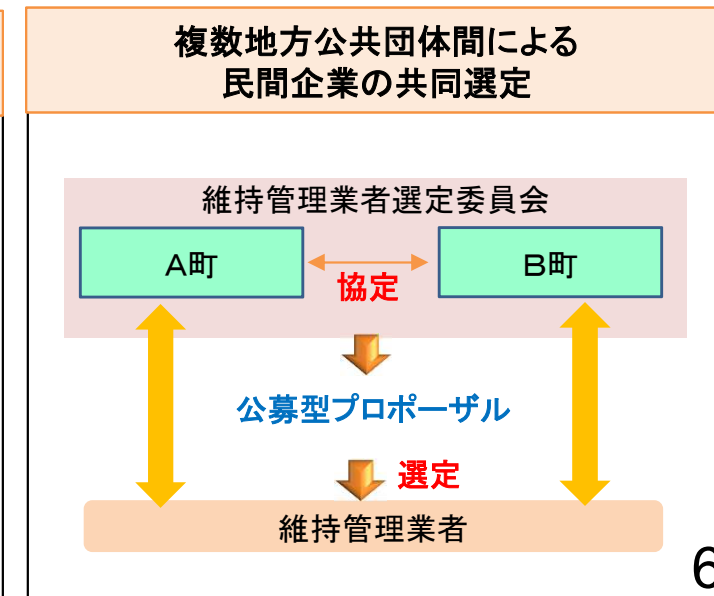 複数地方公共団体間による
民間企業の共同選定
維持管理業者選定委員会
A町
B町
協定
公募型プロポーザル
選定
維持管理業者
6